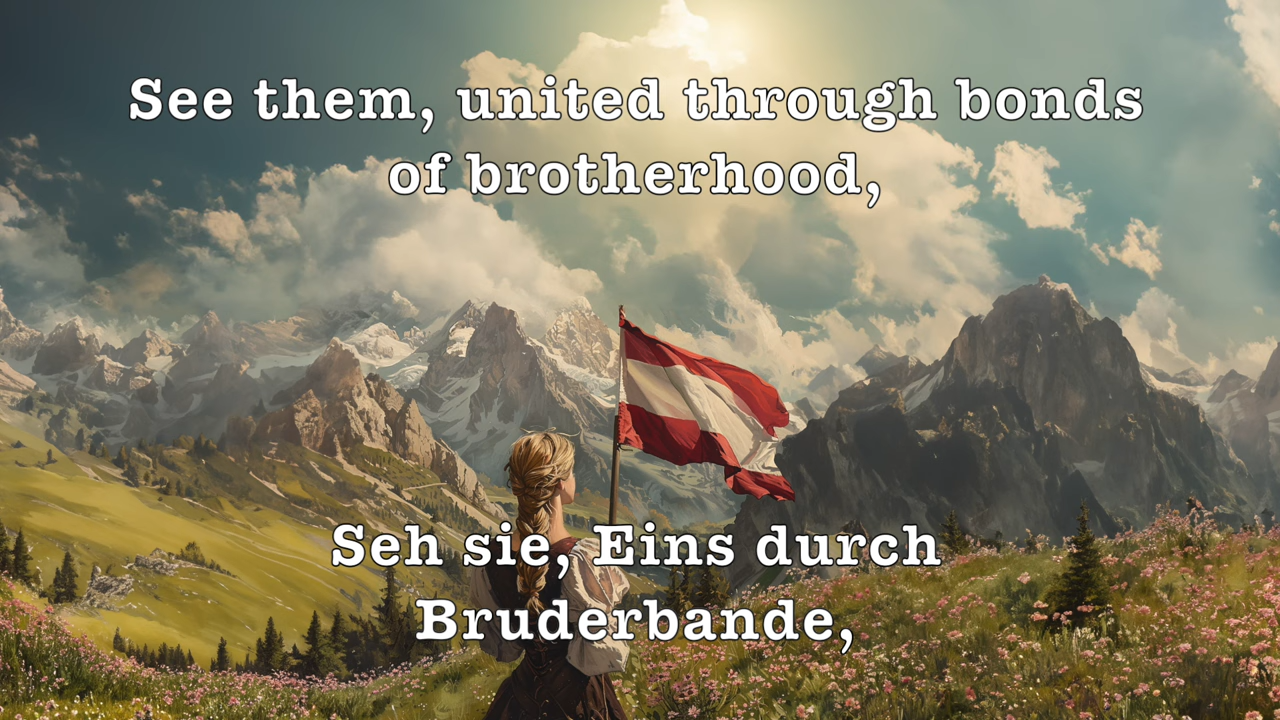 See them, united through bonds
of brotherhood,
Seh sie, Eins durch
Bruderbande,